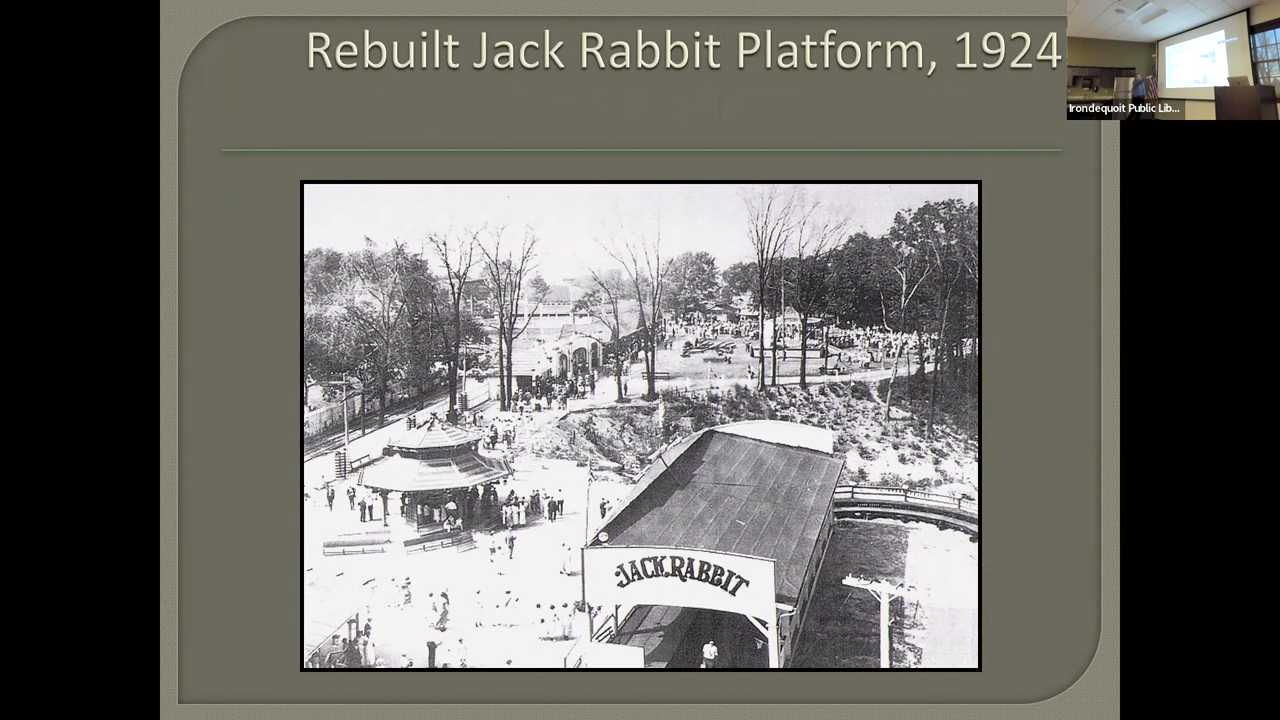 Rebuilt Jack Rabbit Platform, 1924
Irondequoit Public Lib...
JACK RABBIT